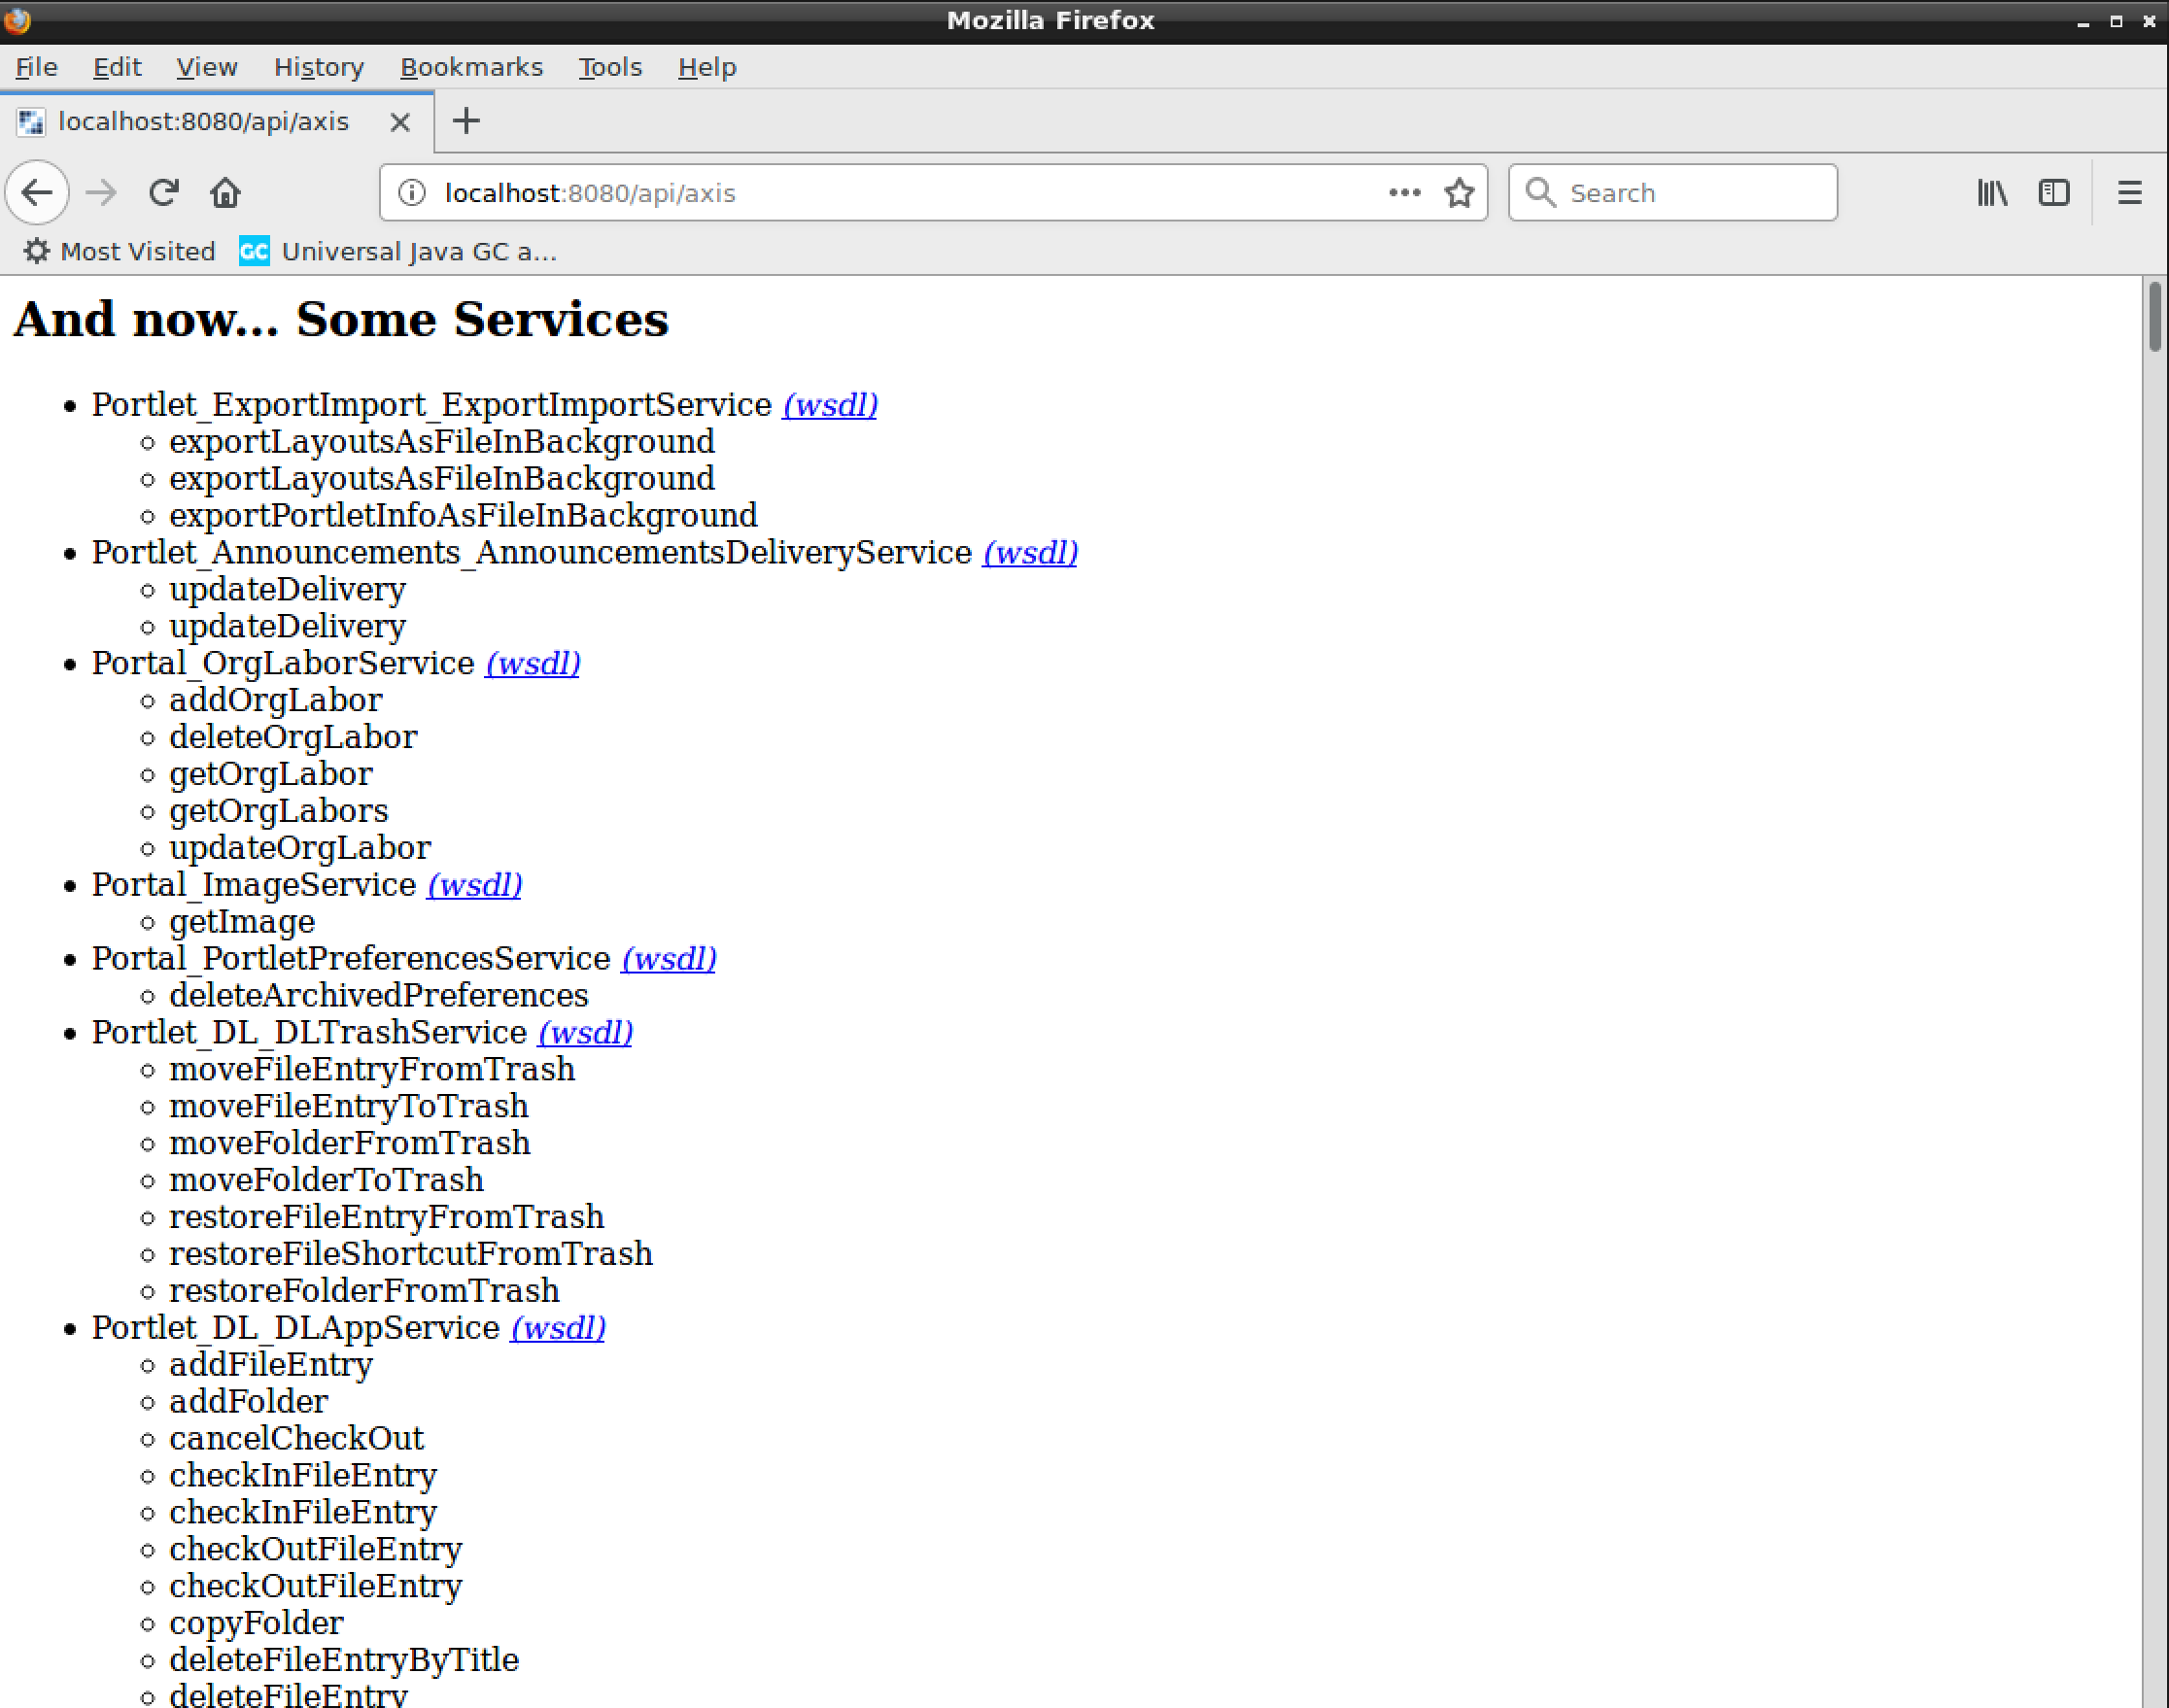 Mozilla Firefox
File Edit View History Bookmarks Tools Help
localhost:8080/api/axis
localhost:8080/api/axis Search
Most Visited GC Universal Java GC a...
And now... Some Services
Portlet_ExportImport_ExportImportService (wsdl)
exportLayoutsAsFileInBackground
exportLayoutsAsFileInBackground
exportPortletInfoAsFileInBackground
Portlet_Announcements_AnnouncementsDeliveryService (wsdl)
updateDelivery
updateDelivery
Portal_OrgLaborService (wsdl)
addOrgLabor
deleteOrgLabor
getOrgLabor
getOrgLabors
updateOrgLabor
Portal_ImageService (wsdl)
getImage
Portal_PortletPreferencesService (wsdl)
deleteArchivedPreferences
Portlet_DL_DLTrashService (wsdl)
moveFileEntryFromTrash
moveFileEntryToTrash
moveFolderFromTrash
moveFolderToTrash
restoreFileEntryFromTrash
restoreFileShortcutFromTrash
restoreFolderFromTrash
Portlet_DL_DLAppService (wsdl)
addFileEntry
addFolder
cancelCheckOut
checkInFileEntry
checkInFileEntry
checkOutFileEntry
checkOutFileEntry
copyFolder
deleteFileEntryByTitle
deleteFileEntry